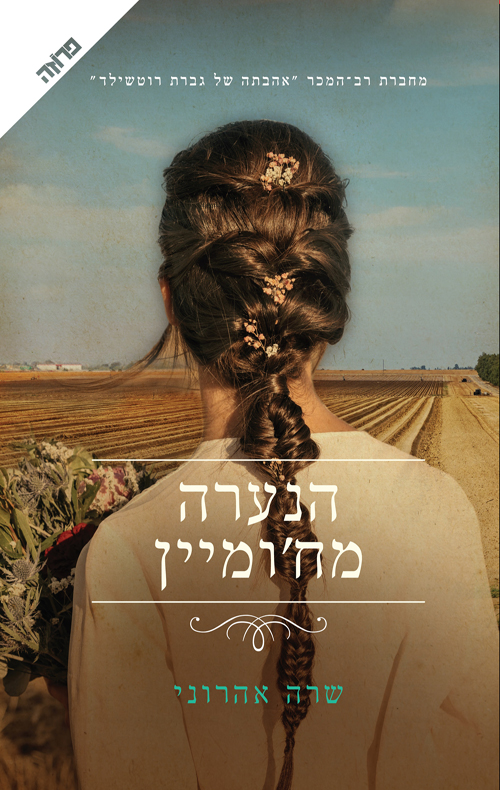 פרוזה
מחברת רב־המכר "אהבתה של גברת רוטשילד"
הנערה
מח'ומיין
שרה אהרוני